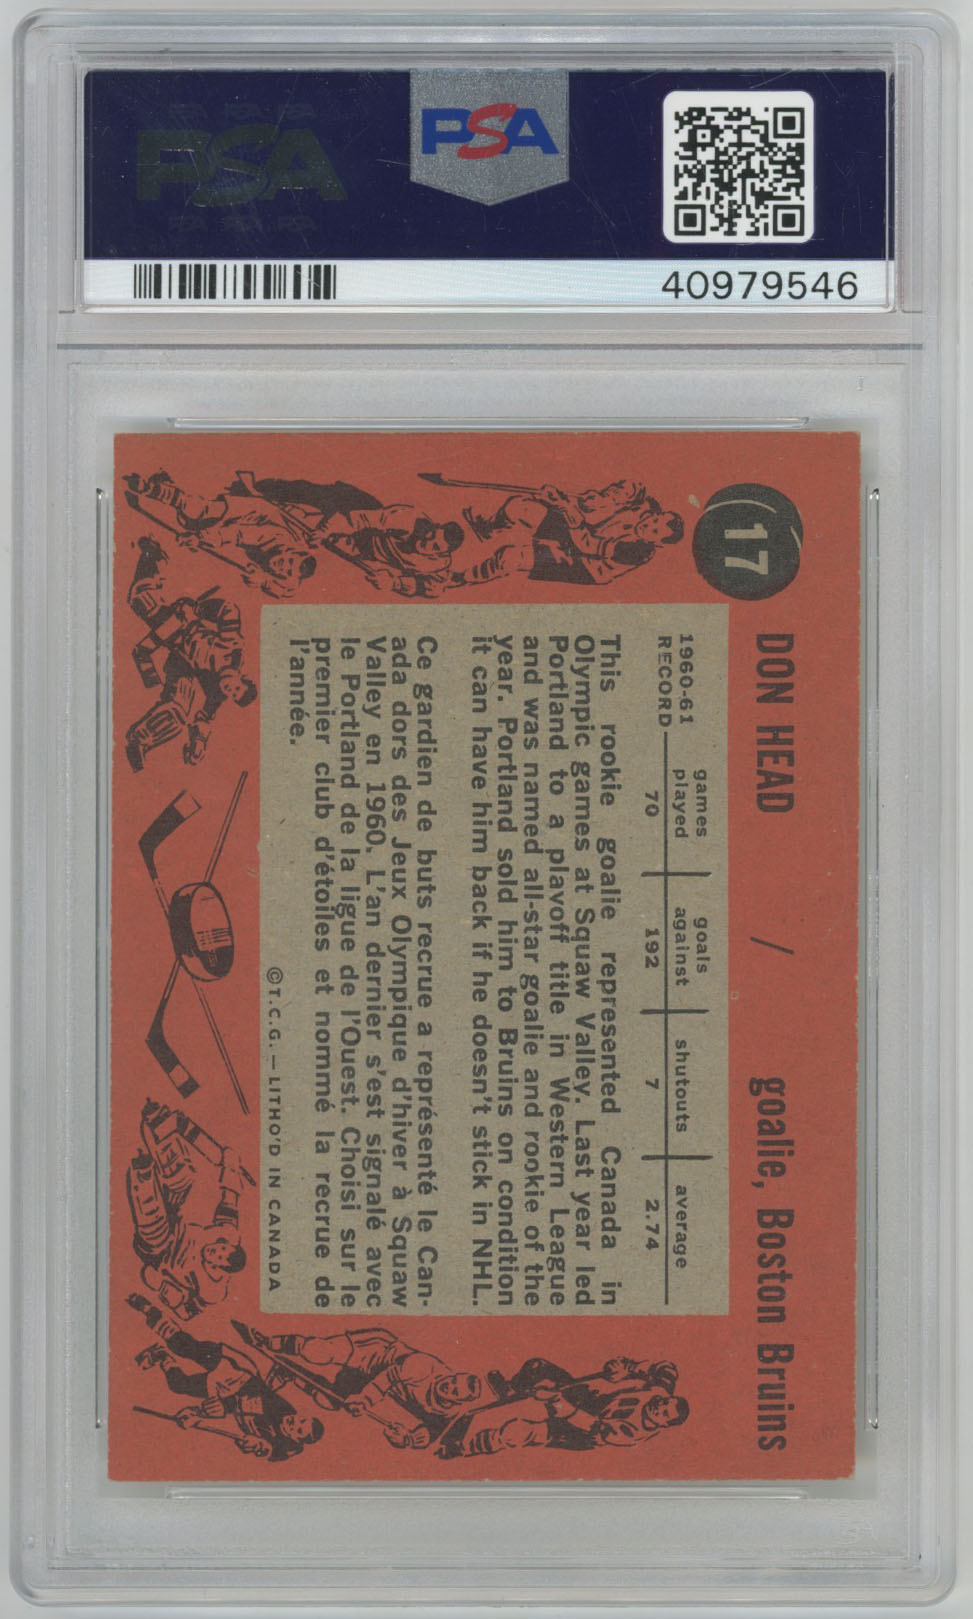 PSA
PSA
40979546
17
DON HEAD / goalie, Boston Bruins
games played
goals against
shutouts
average
1960-61 RECORD
70
192
7
2.74
This rookie goalie represented Canada in
Olympic games at Squaw Valley. Last year led
Portland to a playoff title in Western League
and was named all-star goalie and rookie of the
year. Portland sold him to Bruins on condition
it can have him back if he doesn't stick in NHL.
Ce gardien de buts recrue a représenté le Can-
ada dors des Jeux Olympique d'hiver à Squaw
Valley en 1960. L'an dernier s'est signalé avec
le Portland de la ligue de l'Ouest. Choisi sur le
premier club d'étoiles et nommé la recrue de
l'année.
©T.C.G. — LITHO'D IN CANADA